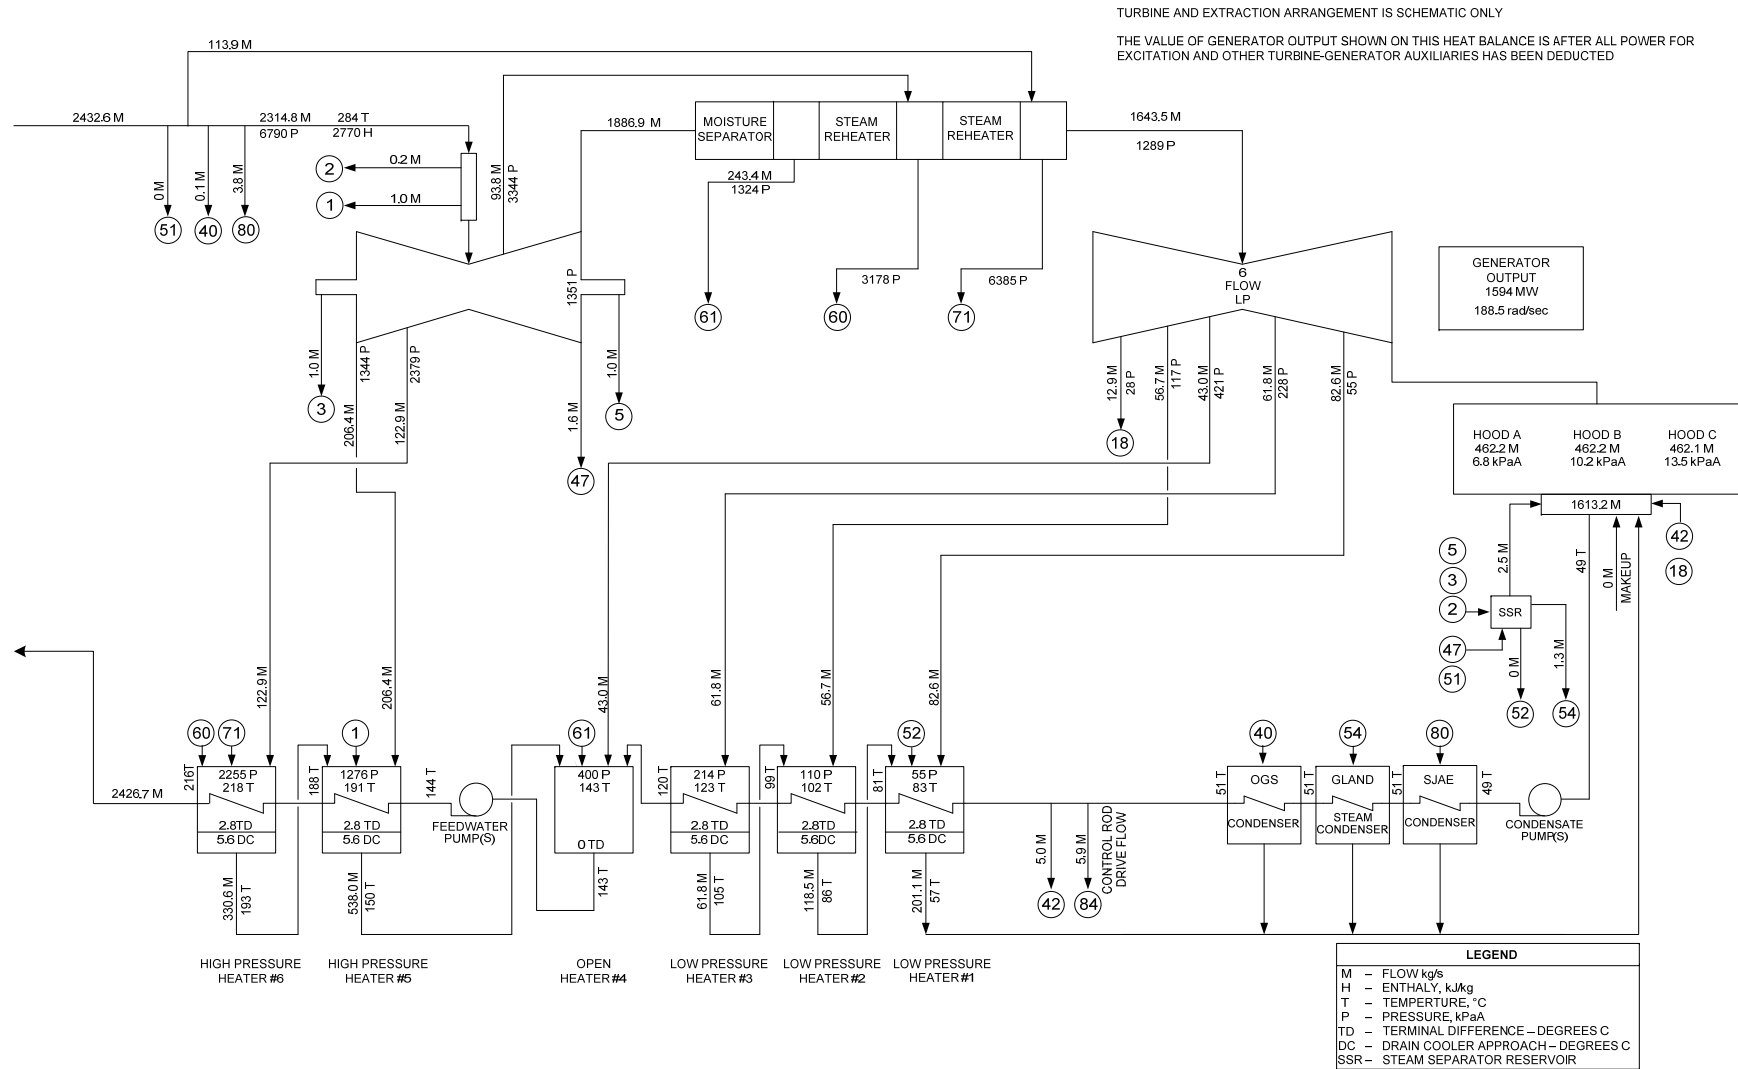 TURBINE AND EXTRACTION ARRANGEMENT IS SCHEMATIC ONLY
THE VALUE OF GENERATOR OUTPUT SHOWN ON THIS HEAT BALANCE IS AFTER ALL POWER FOR
EXCITATION AND OTHER TURBINE-GENERATOR AUXILIARIES HAS BEEN DEDUCTED
113.9 M
2432.6 M
2314.8 M
284 T
6790 P
2770 H
0 M
0.1 M
3.8 M
51
40
80
2
0.2 M
1
1.0 M
93.8 M
3344 P
1886.9 M
MOISTURE
SEPARATOR
STEAM
REHEATER
STEAM
REHEATER
1643.5 M
1289 P
243.4 M
1324 P
3178 P
6385 P
61
60
71
1351 P
1.0 M
3
1344 P
206.4 M
2379 P
122.9 M
1.0 M
5
1.6 M
47
6
FLOW
LP
GENERATOR
OUTPUT
1594 MW
188.5 rad/sec
12.9 M
28 P
18
56.7 M
117 P
43.0 M
421 P
61.8 M
228 P
82.6 M
55 P
HOOD A
462.2 M
6.8 kPaA
HOOD B
462.2 M
10.2 kPaA
HOOD C
462.1 M
13.5 kPaA
1613.2 M
42
18
5
3
2
47
51
SSR
2.5 M
49 T
0 M
MAKEUP
0 M
1.3 M
52
54
122.9 M
206.4 M
43.0 M
61.8 M
56.7 M
82.6 M
60
71
1
61
52
40
54
80
2426.7 M
216T
2255 P
218 T
2.8TD
5.6 DC
188 T
1276 P
191 T
2.8 TD
5.6 DC
144 T
FEEDWATER
PUMP(S)
400 P
143 T
0 TD
120 T
214 P
123 T
2.8 TD
5.6 DC
99 T
110 P
102 T
2.8TD
5.6DC
81 T
55 P
83 T
2.8 TD
5.6 DC
5.0 M
42
5.9 M
84
CONTROL ROD
DRIVE FLOW
51 T
OGS
CONDENSER
51 T
GLAND
STEAM
CONDENSER
51 T
SJAE
CONDENSER
49 T
CONDENSATE
PUMP(S)
330.6 M
193 T
538.0 M
150 T
143 T
61.8 M
105 T
118.5 M
86 T
201.1 M
57 T
HIGH PRESSURE
HEATER #6
HIGH PRESSURE
HEATER #5
OPEN
HEATER #4
LOW PRESSURE
HEATER #3
LOW PRESSURE
HEATER #2
LOW PRESSURE
HEATER #1
LEGEND
M – FLOW kg/s
H – ENTHALY, kJ/kg
T – TEMPERTURE, °C
P – PRESSURE, kPaA
TD – TERMINAL DIFFERENCE – DEGREES C
DC – DRAIN COOLER APPROACH – DEGREES C
SSR – STEAM SEPARATOR RESERVOIR